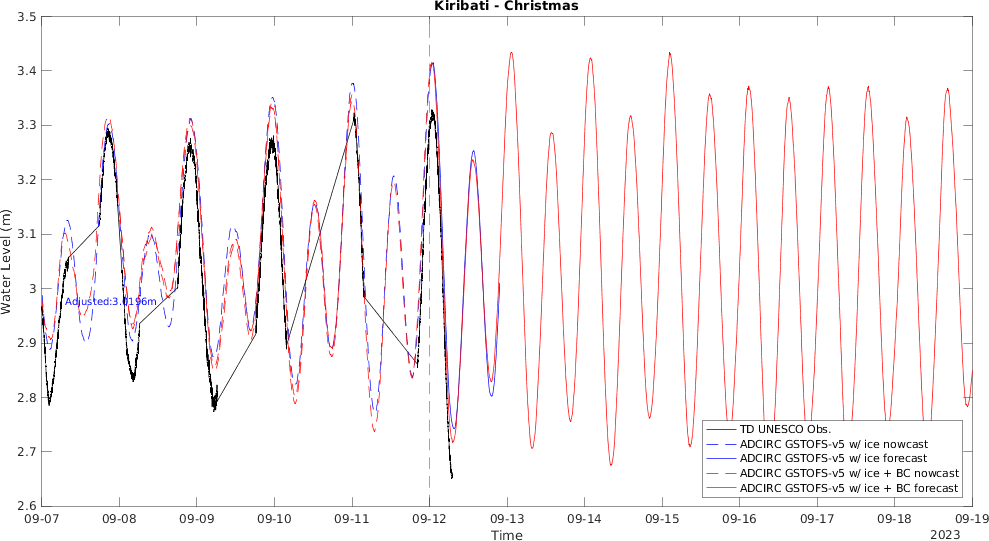 Kiribati - Christmas
3.5
3.4
3.3
3.2
3.1
3
2.9
2.8
2.7
2.6
Water Level (m)
Adjusted:3.0196m
TD UNESCO Obs.
ADCIRC GSTOFS-v5 w/ ice nowcast
ADCIRC GSTOFS-v5 w/ ice forecast
ADCIRC GSTOFS-v5 w/ ice + BC nowcast
ADCIRC GSTOFS-v5 w/ ice + BC forecast
09-07 09-08 09-09 09-10 09-11 09-12 09-13 09-14 09-15 09-16 09-17 09-18 09-19
Time
2023